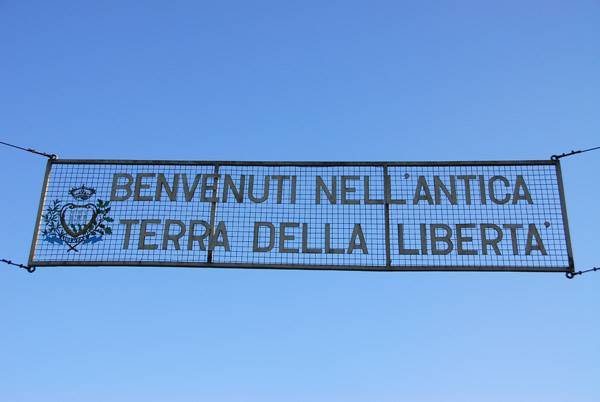 BENVENUTI NELL'ANTICA
TERRA DELLA LIBERTA'